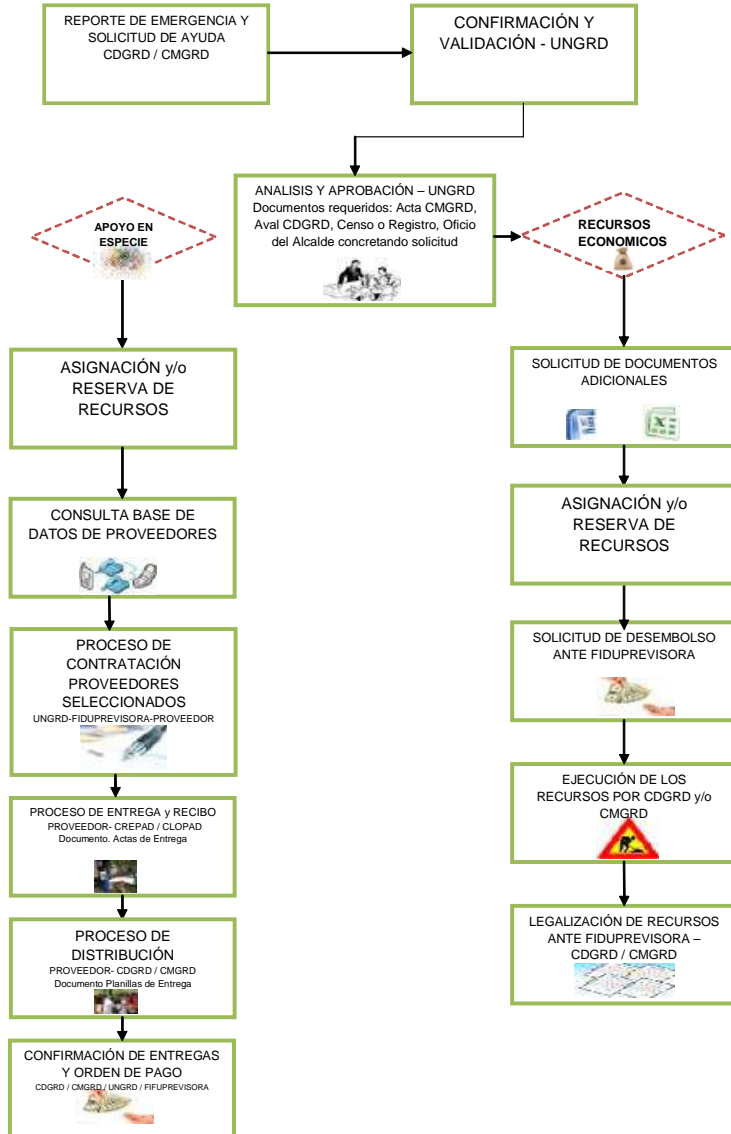 REPORTE DE EMERGENCIA Y
SOLICITUD DE AYUDA
CDGRD / CMGRD
CONFIRMACIÓN Y
VALIDACIÓN - UNGRD
ANALISIS Y APROBACIÓN – UNGRD
Documentos requeridos: Acta CMGRD,
Aval CDGRD, Censo o Registro, Oficio
del Alcalde concretando solicitud
APOYO EN
ESPECIE
RECURSOS
ECONOMICOS
ASIGNACIÓN y/o
RESERVA DE
RECURSOS
CONSULTA BASE DE
DATOS DE PROVEEDORES
PROCESO DE
CONTRATACIÓN
PROVEEDORES
SELECCIONADOS
UNGRD-FIDUPREVISORA-PROVEEDOR
PROCESO DE ENTREGA y RECIBO
PROVEEDOR- CREPAD / CLOPAD
Documento. Actas de Entrega
PROCESO DE
DISTRIBUCIÓN
PROVEEDOR- CDGRD / CMGRD
Documento Planillas de Entrega
CONFIRMACIÓN DE ENTREGAS
Y ORDEN DE PAGO
CDGRD / CMGRD / UNGRD / FIFUPREVISORA
SOLICITUD DE DOCUMENTOS
ADICIONALES
ASIGNACIÓN y/o
RESERVA DE
RECURSOS
SOLICITUD DE DESEMBOLSO
ANTE FIDUPREVISORA
EJECUCIÓN DE LOS
RECURSOS POR CDGRD y/o
CMGRD
LEGALIZACIÓN DE RECURSOS
ANTE FIDUPREVISORA –
CDGRD / CMGRD